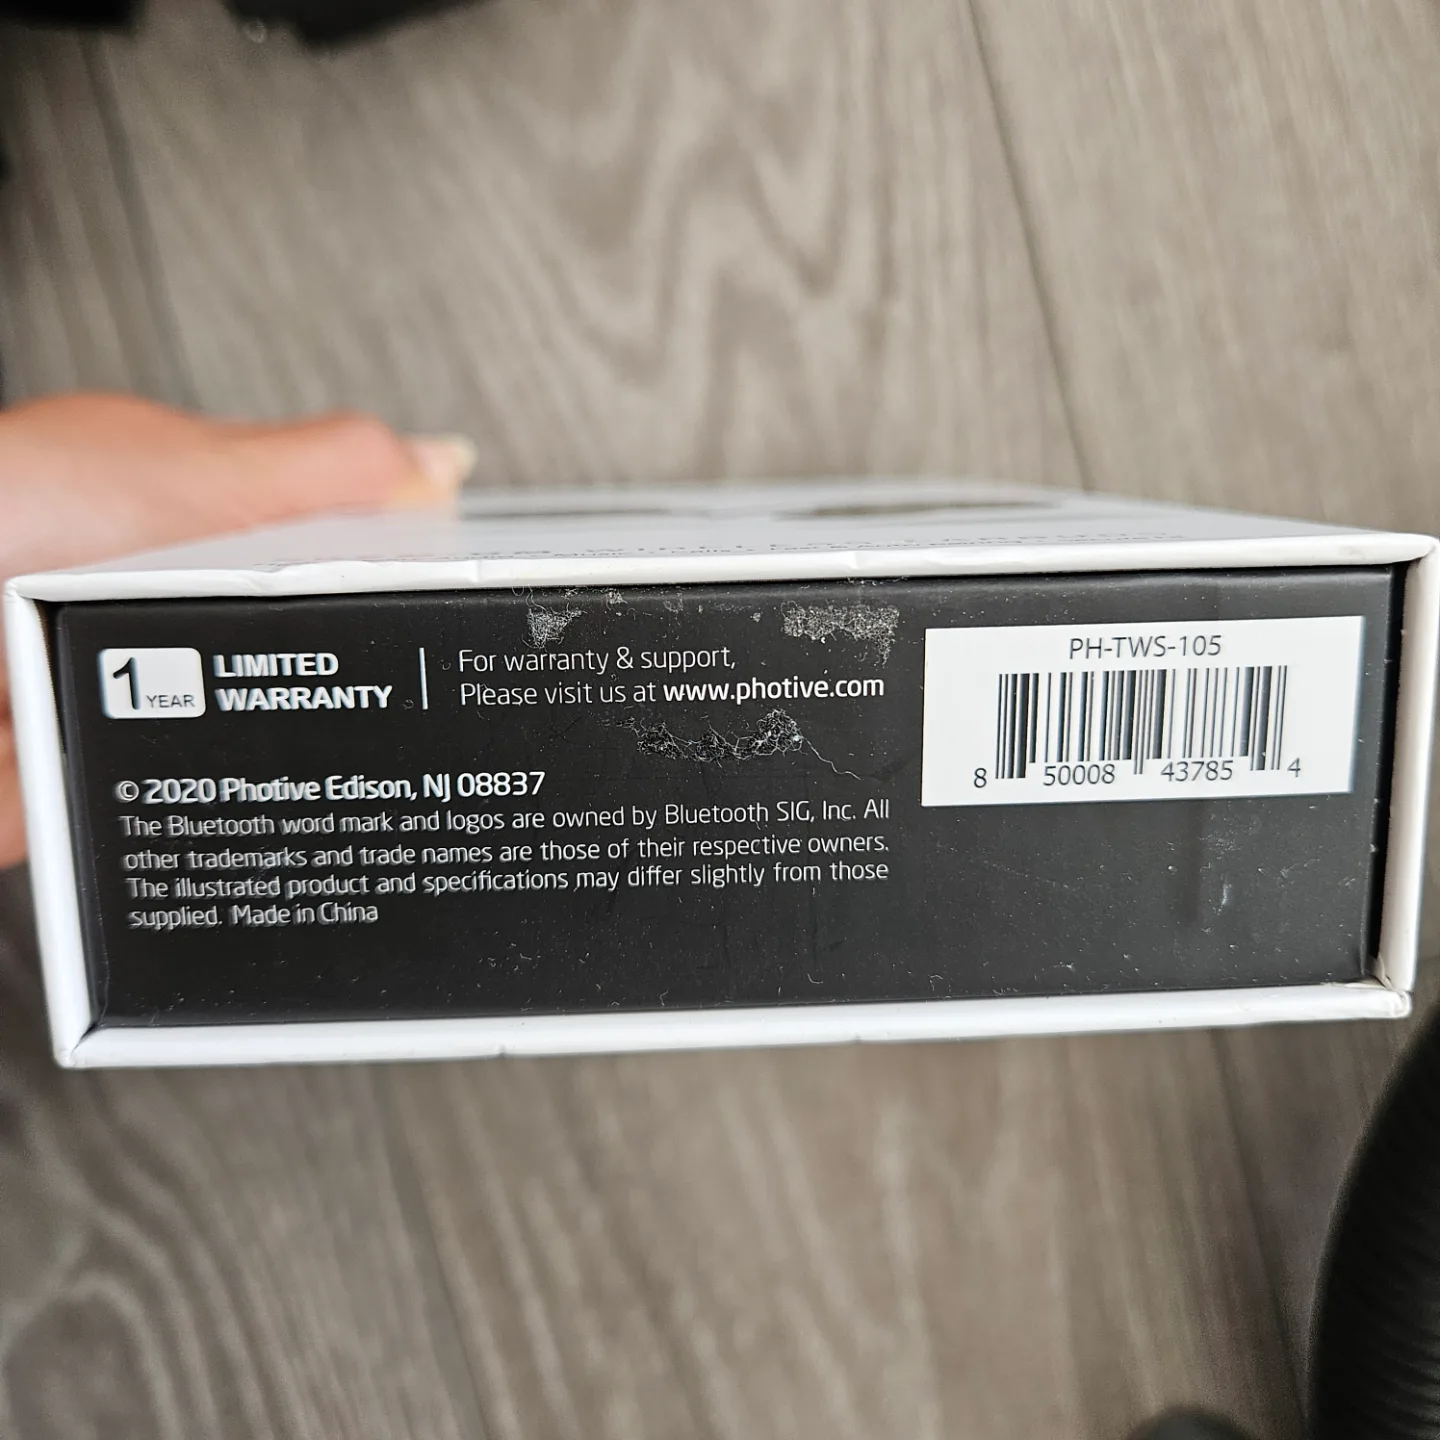 1 YEAR
LIMITED
WARRANTY
For warranty & support,
Please visit us at www.photive.com
© 2020 Photive Edison, NJ 08837
The Bluetooth word mark and logos are owned by Bluetooth SIG, Inc. All
other trademarks and trade names are those of their respective owners.
The illustrated product and specifications may differ slightly from those
supplied. Made in China
PH-TWS-105
8 50008 43785 4